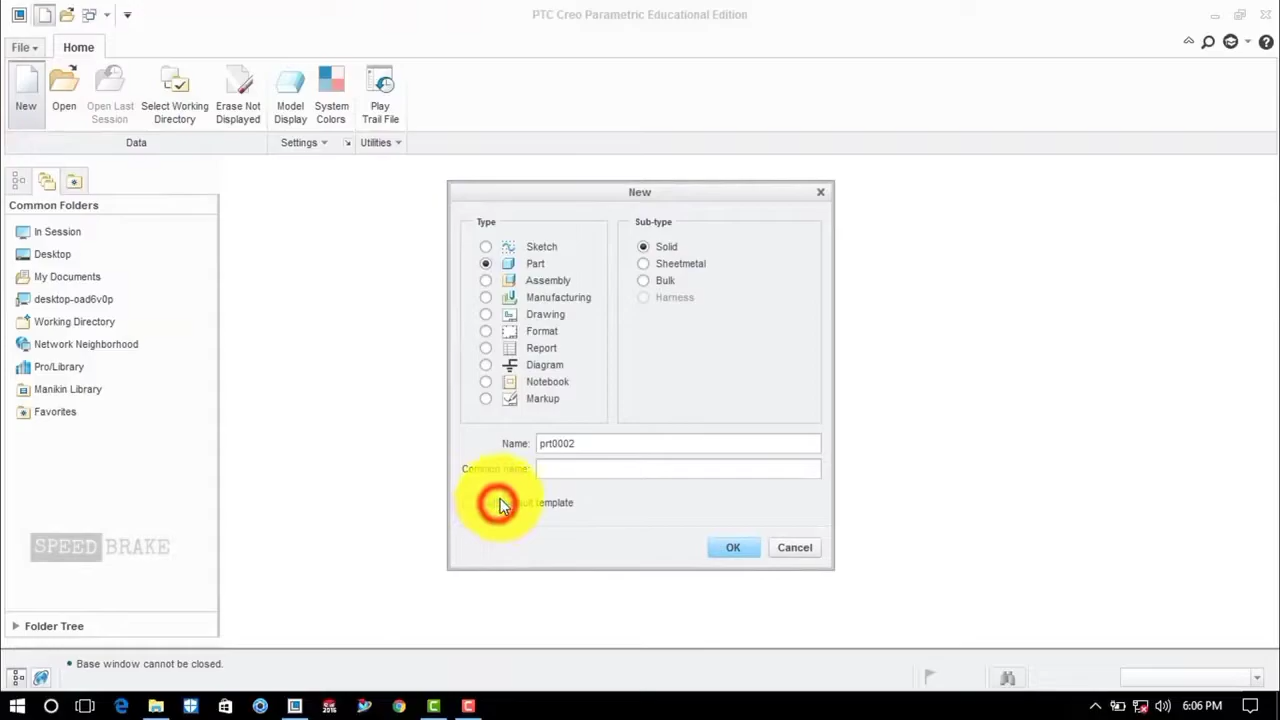 PTC Creo Parametric Educational Edition
File
Home
New
Open
Open Last Session
Select Working Directory
Erase Not Displayed
Model Display
System Colors
Play Trail File
Data
Settings
Utilities
Common Folders
In Session
Desktop
My Documents
desktop-oad6v0p
Working Directory
Network Neighborhood
Pro/Library
Manikin Library
Favorites
SPEED BRAKE
Folder Tree
New
Type
Sketch
Part
Assembly
Manufacturing
Drawing
Format
Report
Diagram
Notebook
Markup
Sub-type
Solid
Sheetmetal
Bulk
Harness
Name: prt0002
Common name:
template
OK
Cancel
• Base window cannot be closed.
6:06 PM